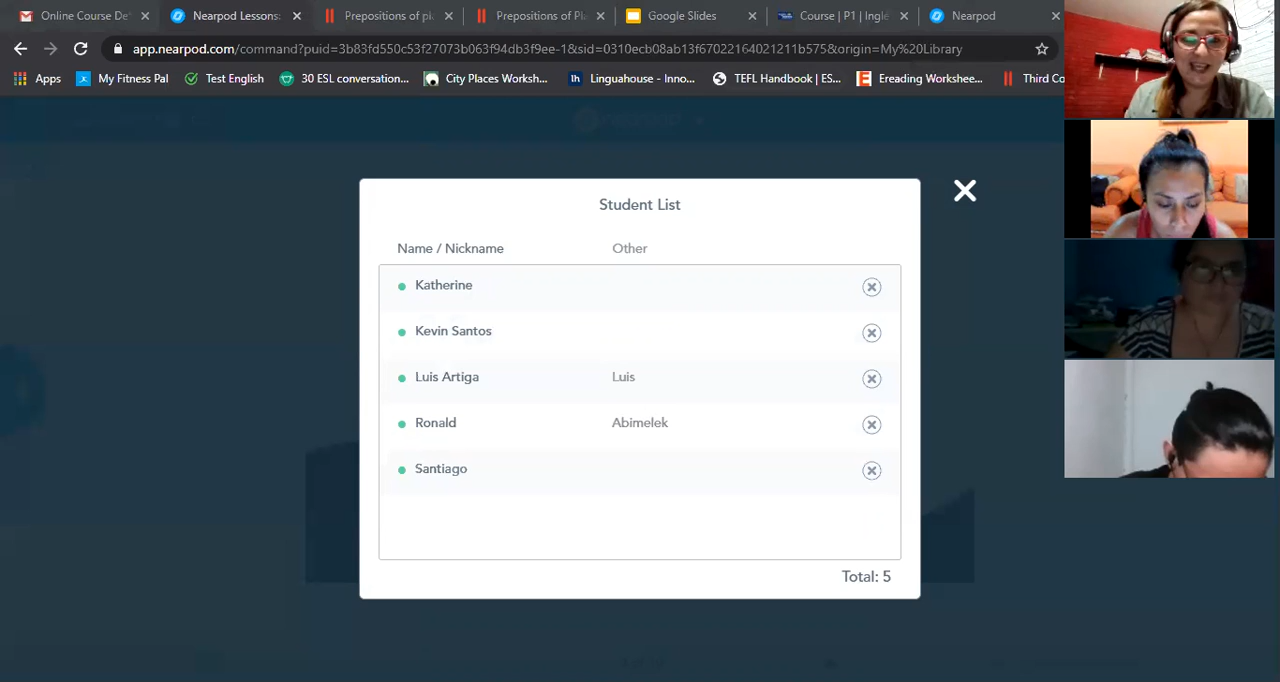 Online Course De
Nearpod Lessons:
Prepositions of pl
Prepositions of Pl
Google Slides
Course | P1 | Inglé
Nearpod
app.nearpod.com/command?puid=3b83fd550c53f27073b063f94db3f9ee-1&sid=0310ecb08ab13f67022164021211b575&origin=My%20Library
Apps
My Fitness Pal
Test English
30 ESL conversation...
City Places Worksh...
lh Linguahouse - Inno...
TEFL Handbook | ES...
E Ereading Workshee...
Third Co
Student List
Name / Nickname
Other
Katherine
Kevin Santos
Luis Artiga
Luis
Ronald
Abimelek
Santiago
Total: 5